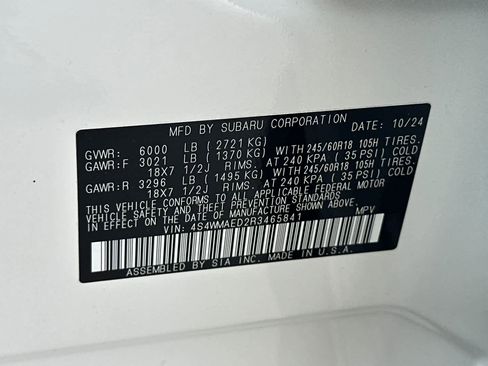 MFD BY SUBARU CORPORATION DATE: 10/24
GVWR: 6000 LB ( 2721 KG)
GAWR:F 3021 LB ( 1370 KG) WITH 245/60R18 105H TIRES.
18X7 1/2J RIMS. AT 240 KPA ( 35 PSI) COLD
GAWR:R 3296 LB ( 1495 KG) WITH 245/60R18 105H TIRES.
18X7 1/2J RIMS. AT 240 KPA ( 35 PSI) COLD
THIS VEHICLE CONFORMS TO ALL APPLICABLE FEDERAL MOTOR
VEHICLE SAFETY AND THEFT PREVENTION STANDARDS IN EFFECT
ON THE DATE OF MANUFACTURE SHOWN ABOVE.
VIN: 4S4WMAED2R3465841 MPV
ASSEMBLED BY SIA INC. MADE IN U.S.A.